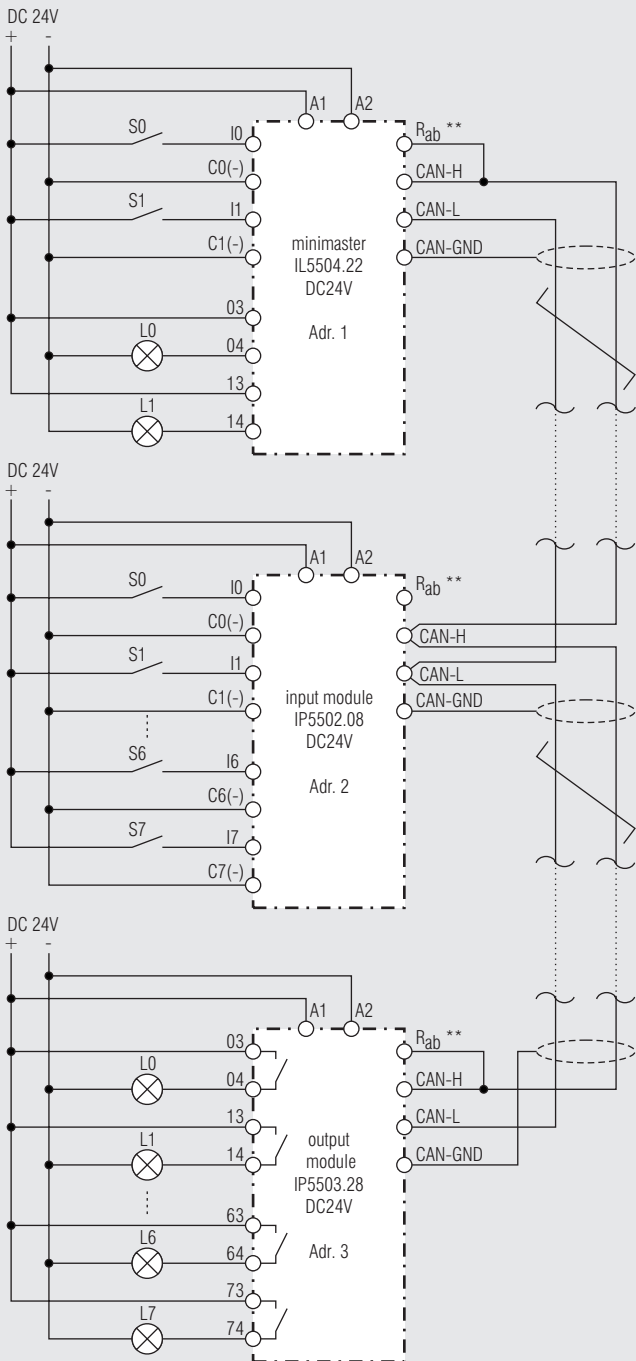 DC 24V
+ -
A1 A2
S0 I0 Rab **
C0(-) CAN-H
S1 I1 CAN-L
C1(-) CAN-GND
minimaster
IL5504.22
DC24V
03
Adr. 1
L0 04
13
L1 14
DC 24V
+ -
A1 A2
S0 I0 Rab **
C0(-) CAN-H
S1 I1 CAN-L
C1(-) CAN-GND
input module
IP5502.08
DC24V
S6 I6
Adr. 2
C6(-)
S7 I7
C7(-)
DC 24V
+ -
A1 A2
03 Rab **
L0 04 CAN-H
13 CAN-L
L1 14 CAN-GND
output
module
IP5503.28
DC24V
63
L6 64
Adr. 3
73
L7 74